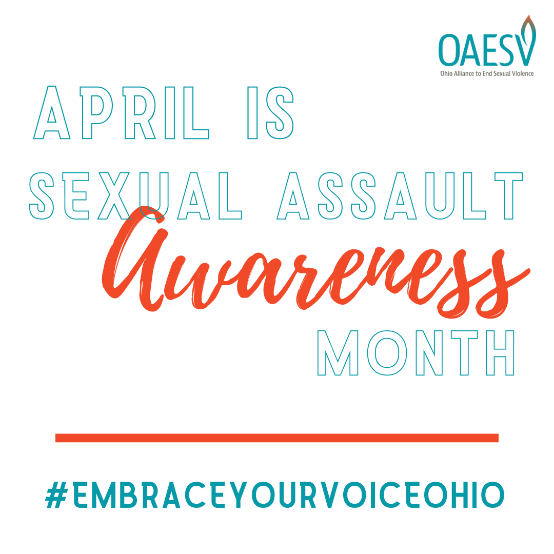 OAESV
Ohio Alliance to End Sexual Violence
APRIL IS
SEXUAL ASSAULT
Awareness
MONTH
#EMBRACEYOURVOICEOHIO